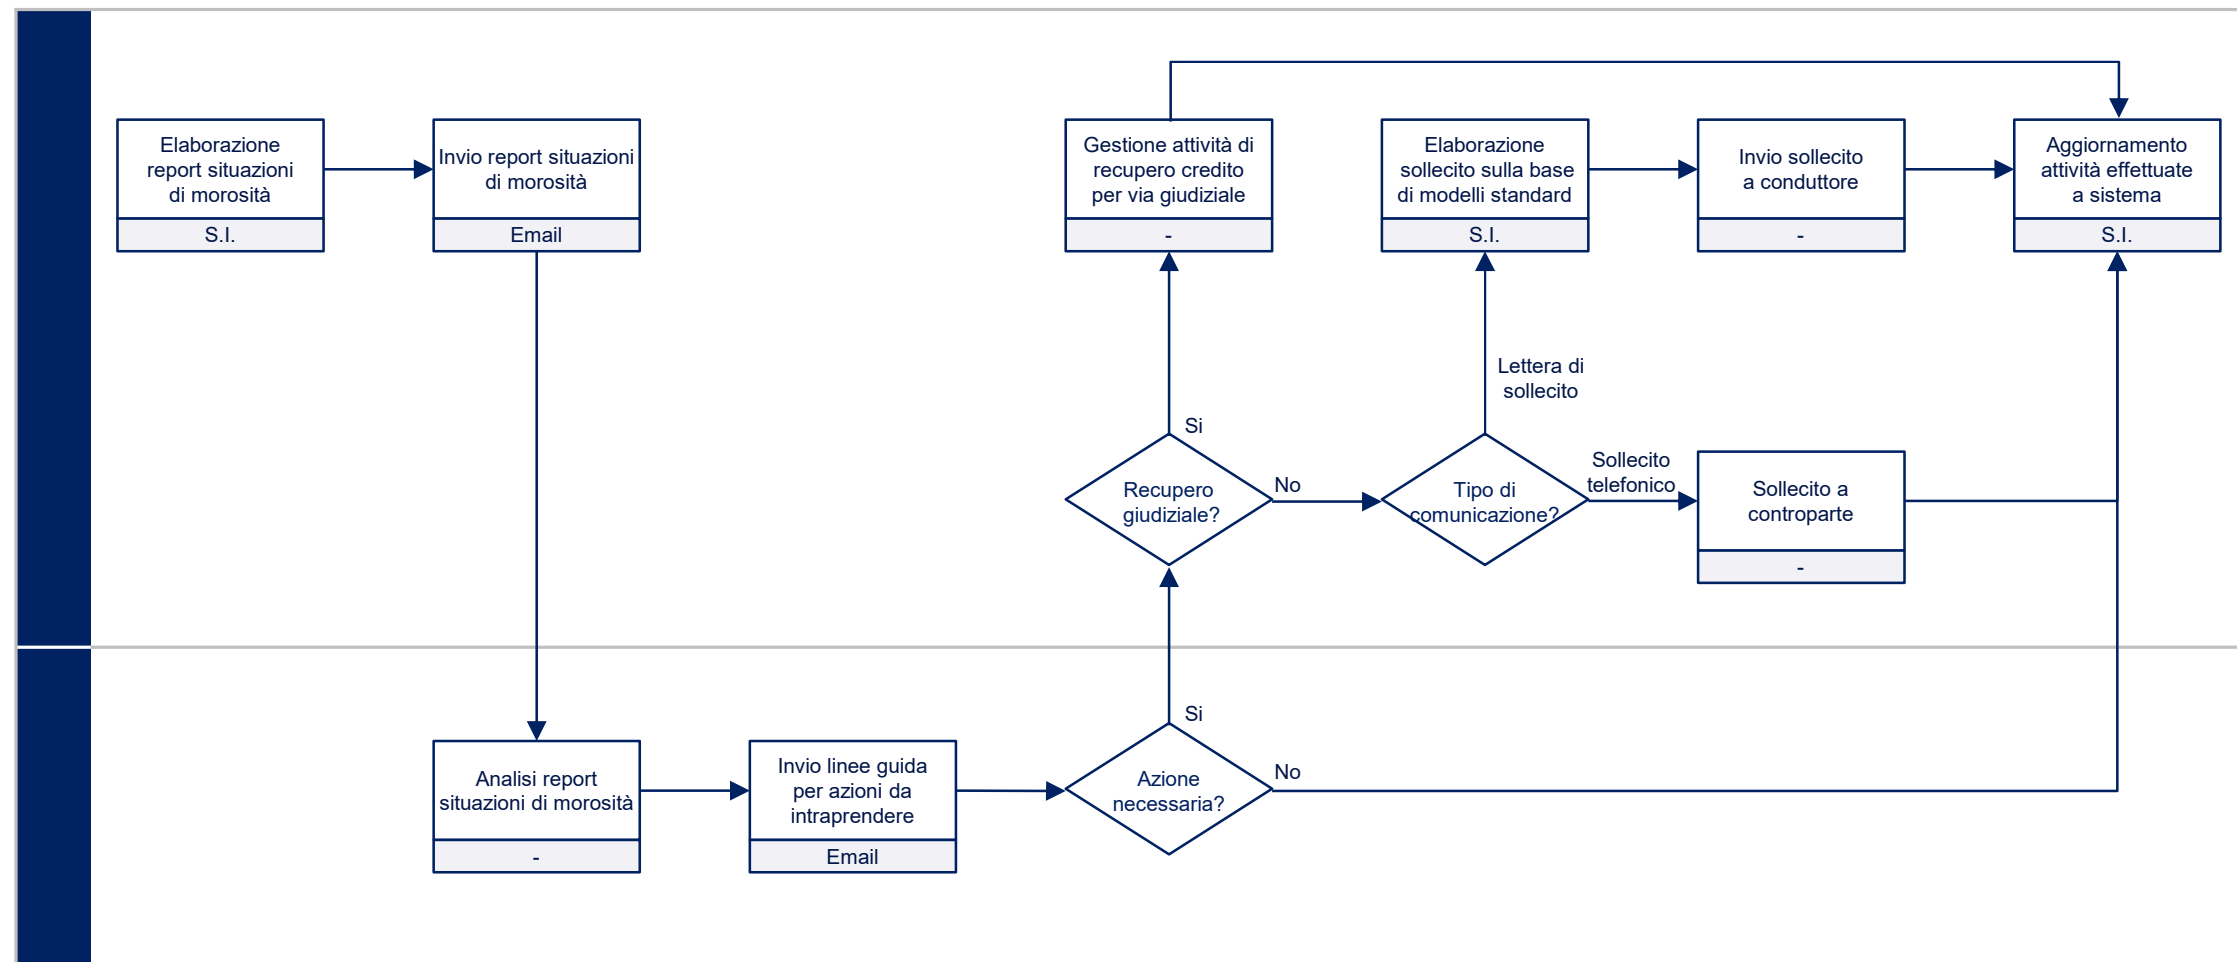 Elaborazione
report situazioni
di morosità
S.I.
Invio report situazioni
di morosità
Email
Gestione attività di
recupero credito
per via giudiziale
-
Elaborazione
sollecito sulla base
di modelli standard
S.I.
Invio sollecito
a conduttore
-
Aggiornamento
attività effettuate
a sistema
S.I.
Lettera di
sollecito
Si
Recupero
giudiziale?
No
Tipo di
comunicazione?
Sollecito
telefonico
Sollecito a
controparte
-
Analisi report
situazioni di morosità
-
Invio linee guida
per azioni da
intraprendere
Email
Si
Azione
necessaria?
No